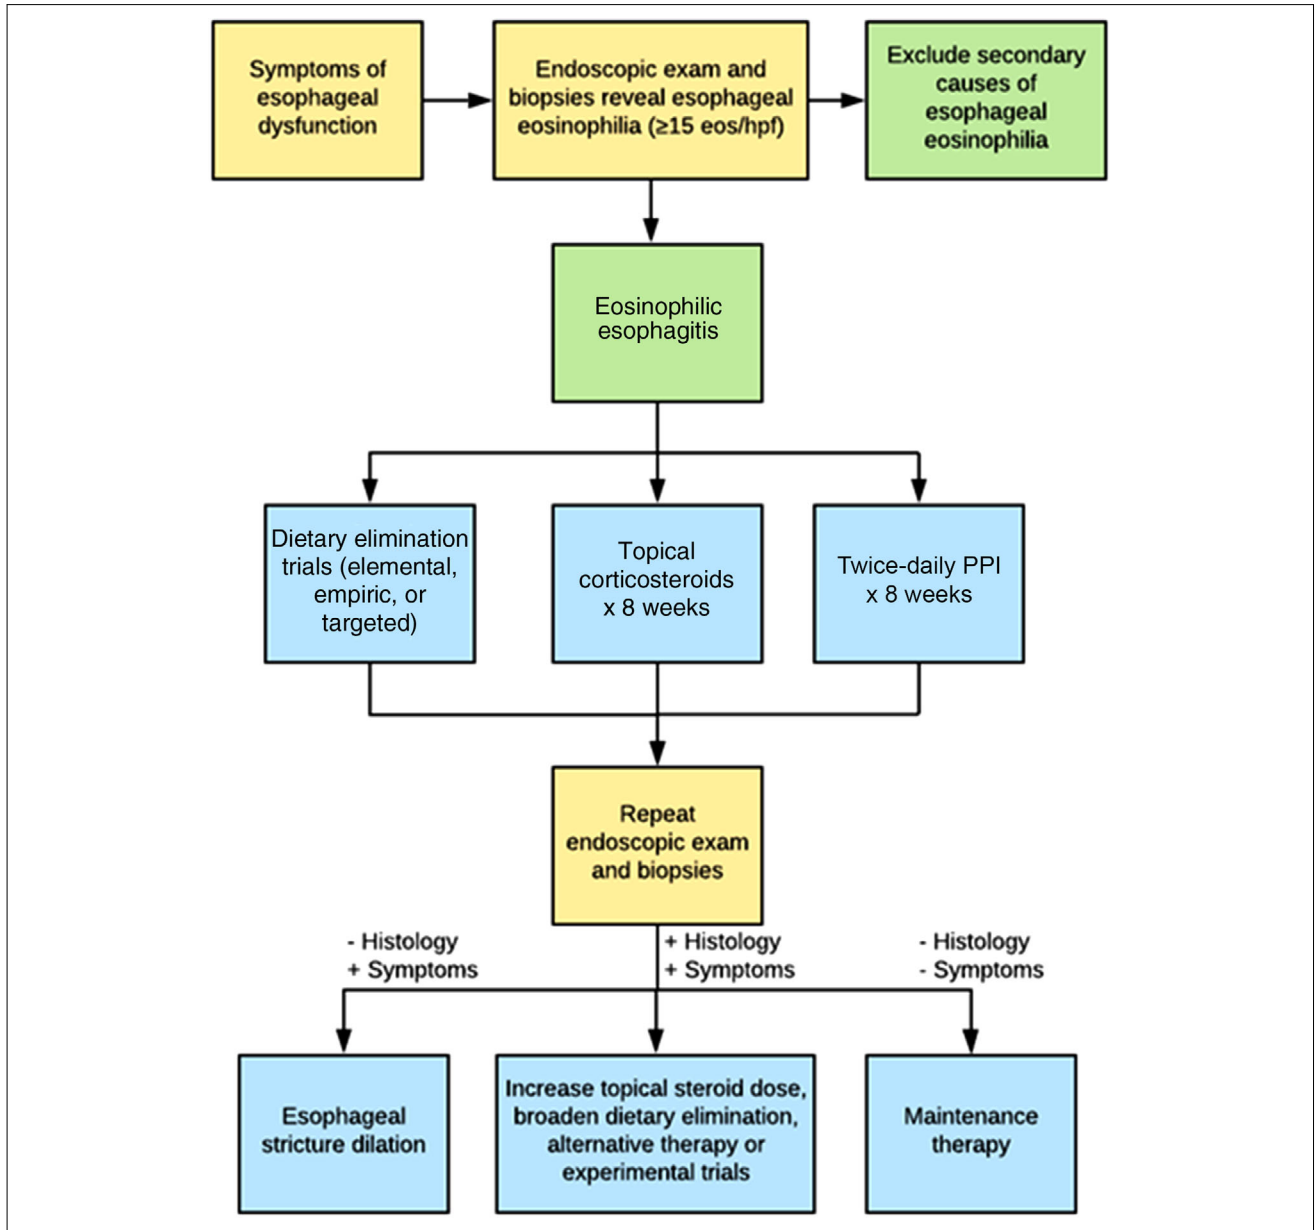 Symptoms of
esophageal
dysfunction
Endoscopic exam and
biopsies reveal esophageal
eosinophilia (≥15 eos/hpf)
Exclude secondary
causes of
esophageal
eosinophilia
Eosinophilic
esophagitis
Dietary elimination
trials (elemental,
empiric, or
targeted)
Topical
corticosteroids
x 8 weeks
Twice-daily PPI
x 8 weeks
Repeat
endoscopic exam
and biopsies
- Histology
+ Symptoms
+ Histology
+ Symptoms
- Histology
- Symptoms
Esophageal
stricture dilation
Increase topical steroid dose,
broaden dietary elimination,
alternative therapy or
experimental trials
Maintenance
therapy